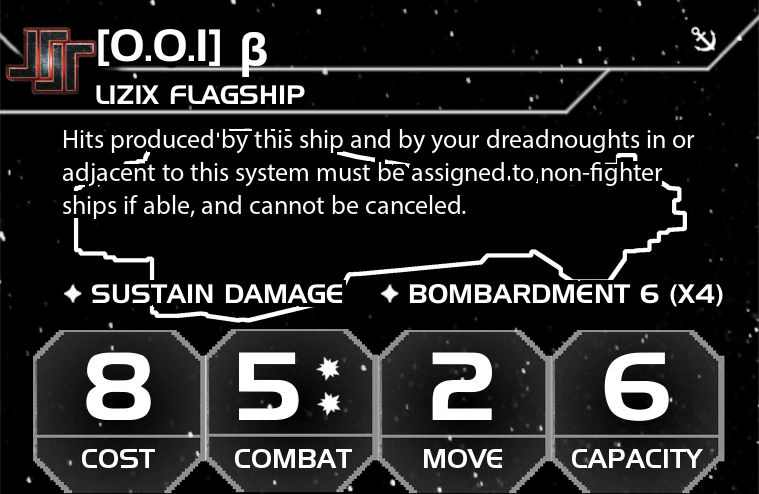 [O.O.I] β
LIZIX FLAGSHIP
Hits produced by this ship and by your dreadnoughts in or
adjacent to this system must be assigned to non-fighter
ships if able, and cannot be canceled.
SUSTAIN DAMAGE BOMBARDMENT 6 (X4)
8 5 2 6
COST COMBAT MOVE CAPACITY